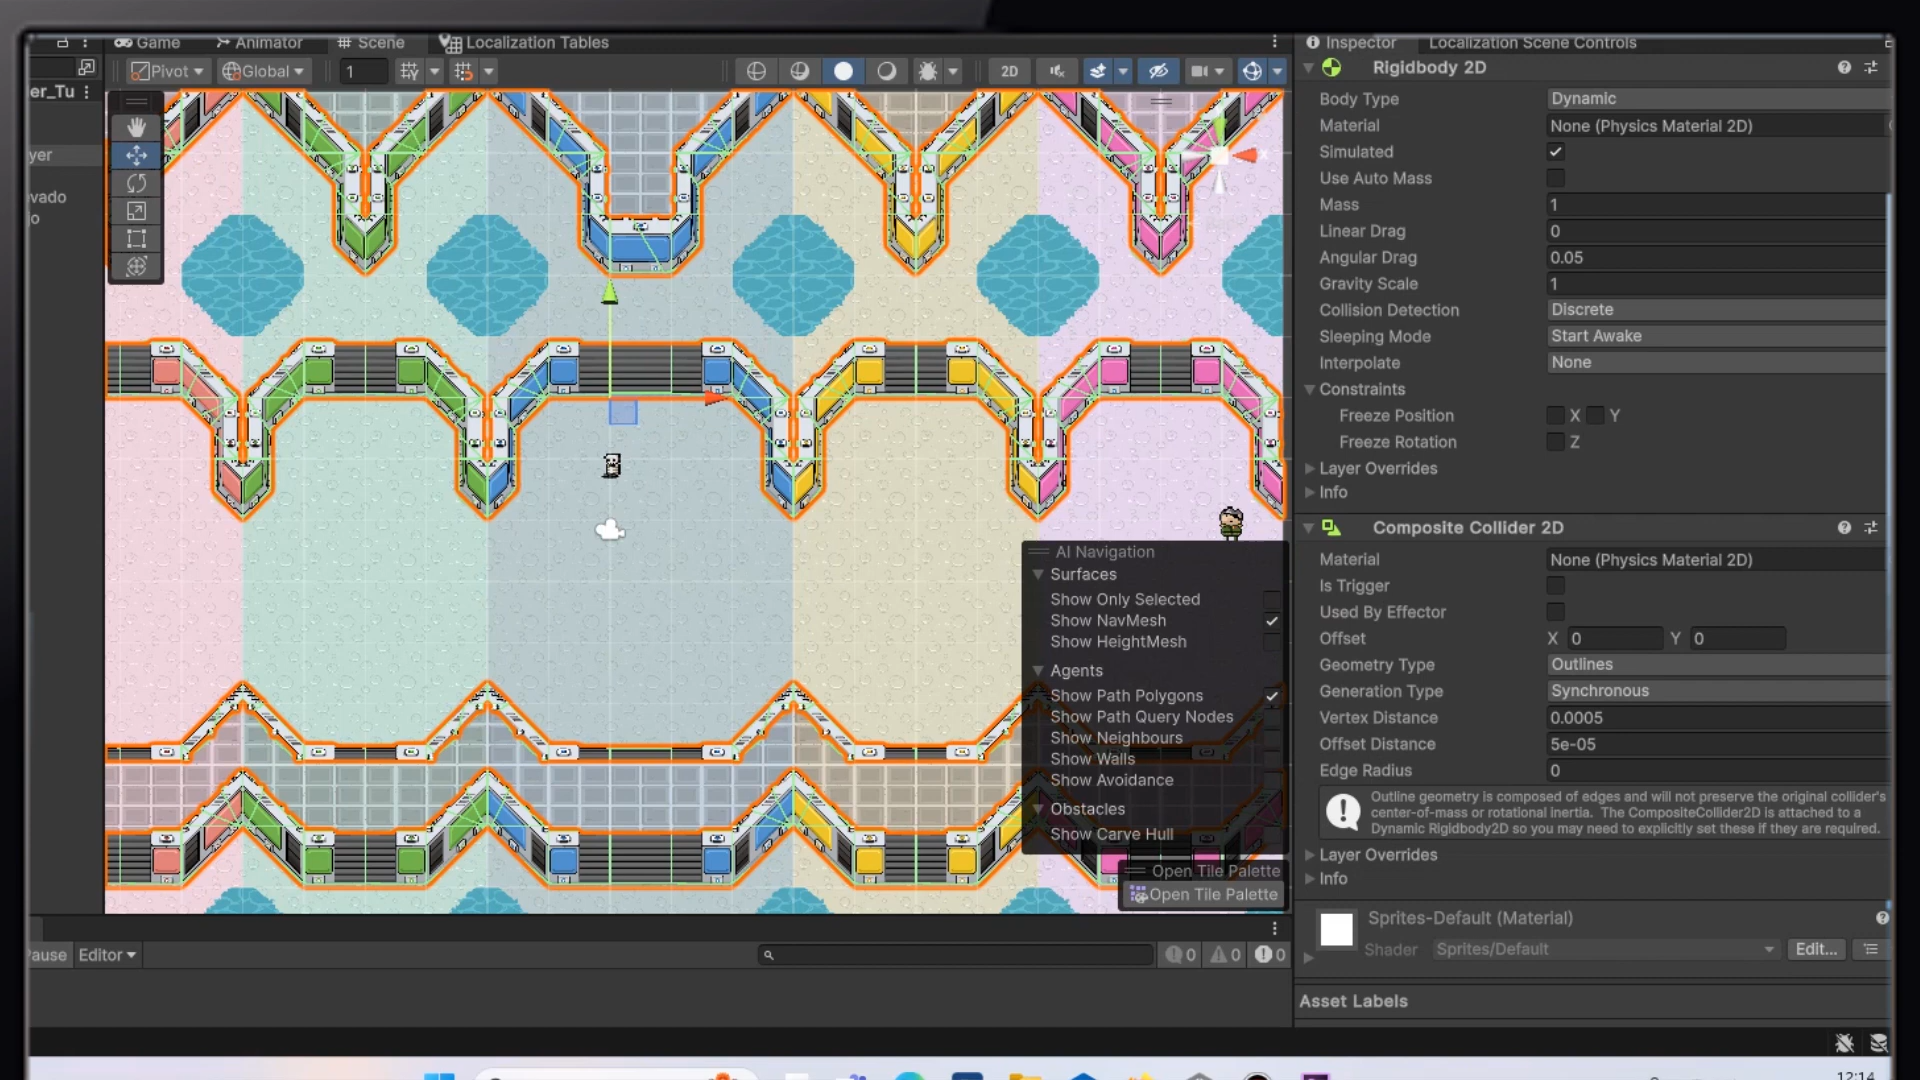 Game
Animator
Scene
Localization Tables
Inspector
Localization Scene Controls
Pivot
Global
1
2D
er_Tu
yer
vado
o
Rigidbody 2D
Body Type
Dynamic
Material
None (Physics Material 2D)
Simulated
Use Auto Mass
Mass
1
Linear Drag
0
Angular Drag
0.05
Gravity Scale
1
Collision Detection
Discrete
Sleeping Mode
Start Awake
Interpolate
None
Constraints
Freeze Position
X
Y
Freeze Rotation
Z
Layer Overrides
Info
Composite Collider 2D
Material
None (Physics Material 2D)
Is Trigger
Used By Effector
Offset
X 0
Y 0
Geometry Type
Outlines
Generation Type
Synchronous
Vertex Distance
0.0005
Offset Distance
5e-05
Edge Radius
0
Outline geometry is composed of edges and will not preserve the original collider's
center-of-mass or rotational inertia. The CompositeCollider2D is attached to a
Dynamic Rigidbody2D so you may need to explicitly set these if they are required.
Layer Overrides
Info
Sprites-Default (Material)
Shader
Sprites/Default
Edit...
Asset Labels
AI Navigation
Surfaces
Show Only Selected
Show NavMesh
Show HeightMesh
Agents
Show Path Polygons
Show Path Query Nodes
Show Neighbours
Show Walls
Show Avoidance
Obstacles
Show Carve Hull
Open Tile Palette
Open Tile Palette
ause
Editor
0
0
0
12:14